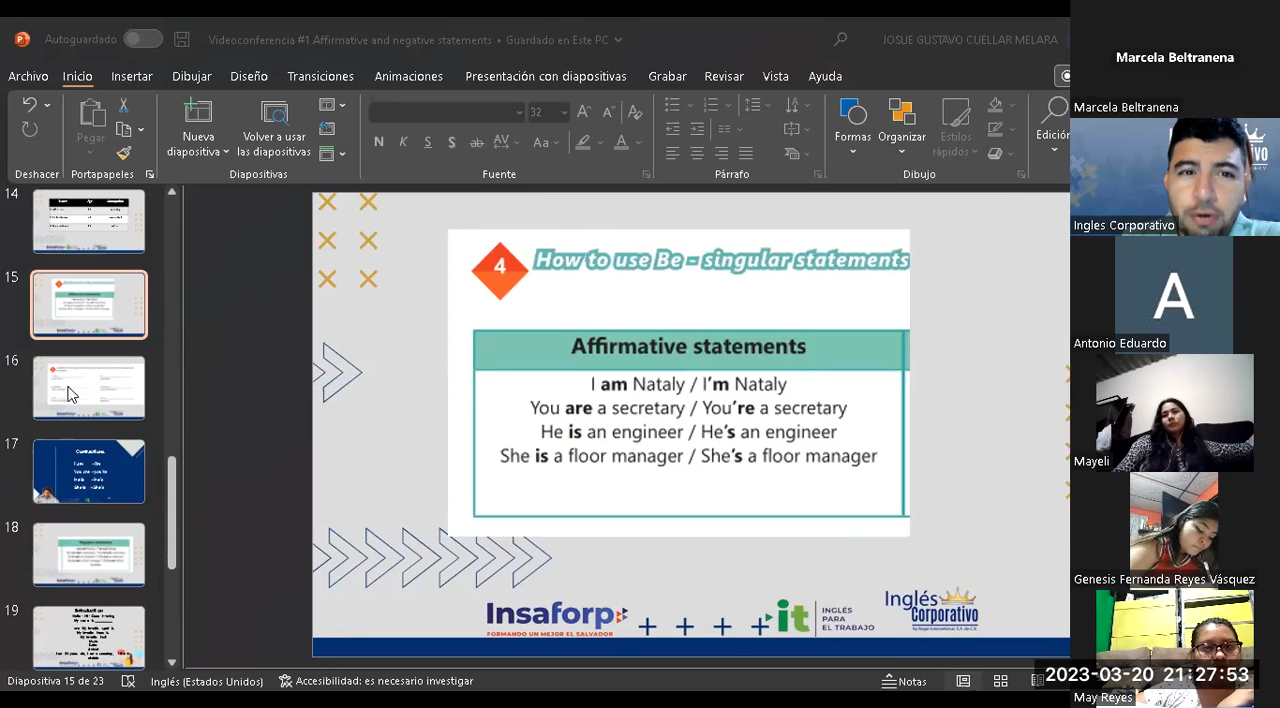 Autoguardado
Videoconferencia #1 Affirmative and negative statements • Guardado en Este PC
JOSUE GUSTAVO CUELLAR MELARA
Archivo Inicio Insertar Dibujar Diseño Transiciones Animaciones Presentación con diapositivas Grabar Revisar Vista Ayuda
32
Pegar
Nueva diapositiva
Volver a usar las diapositivas
N K S S ab AV Aa A
Formas
Organizar
Estilos rápidos
Edición
Deshacer Portapapeles Diapositivas Fuente Párrafo Dibujo
14
15
16
17
18
19
4
How to use Be - singular statements
Affirmative statements
I am Nataly / I'm Nataly
You are a secretary / You're a secretary
He is an engineer / He's an engineer
She is a floor manager / She's a floor manager
Insaforp
FORMANDO UN MEJOR EL SALVADOR
it
INGLÉS
PARA
EL TRABAJO
Inglés
Corporativo
Diapositiva 15 de 23
Inglés (Estados Unidos)
Accesibilidad: es necesario investigar
Notas
Marcela Beltranena
Marcela Beltranena
Ingles Corporativo
A
Antonio Eduardo
Mayeli
Genesis Fernanda Reyes Vásquez
2023-03-20 21:27:53
May Reyes